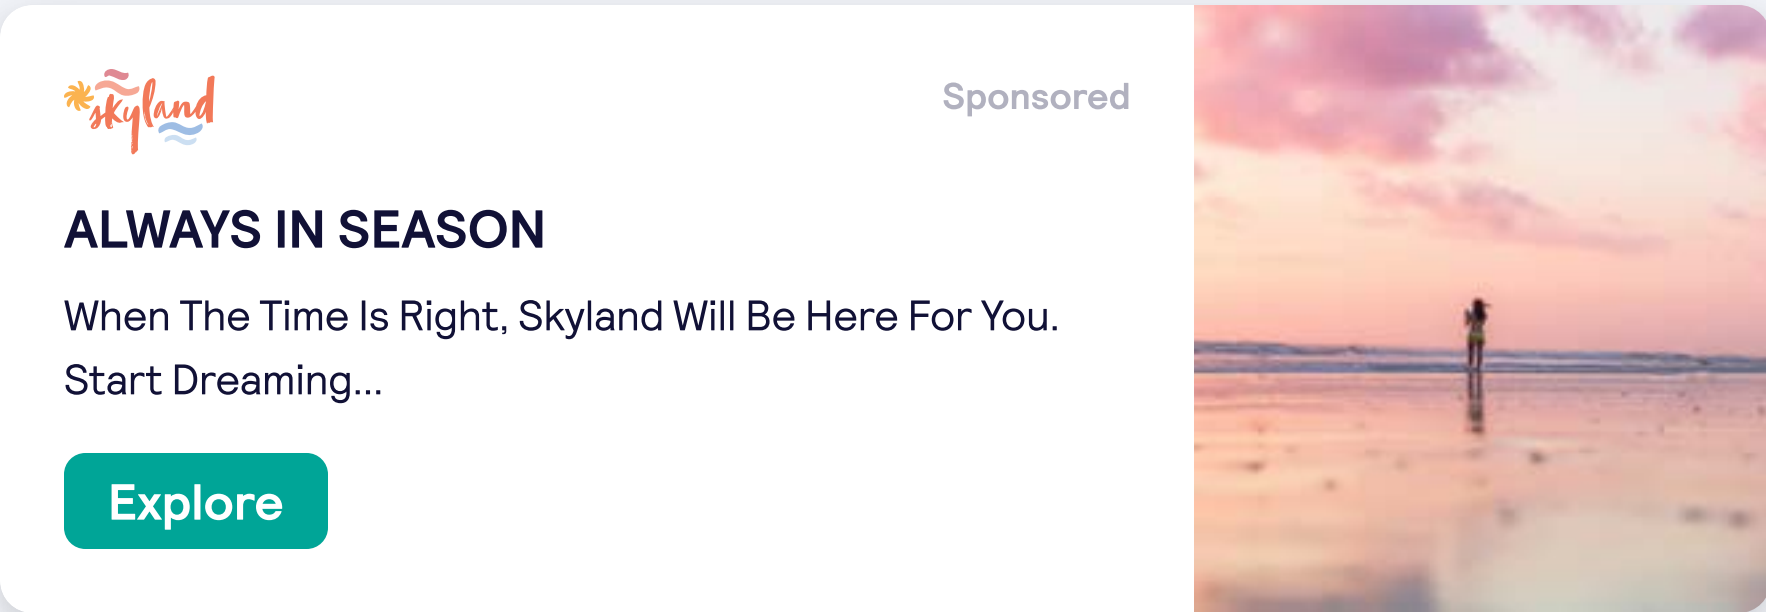 skyland
Sponsored
ALWAYS IN SEASON
When The Time Is Right, Skyland Will Be Here For You.
Start Dreaming...
Explore